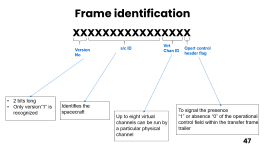 Frame identification
XXXXXXXXXXXXXXXX
Version
No
s/c ID
Virt
Chan ID
Opert control
header flag
• 2 bits long
• Only version"1" is
recognized
Identifies the
spacecraft
Up to eight virtual
channels can be run by
a particular physical
channel
To signal the presence
"1" or absence "0" of the operational
control field within the transfer frame
trailer
47